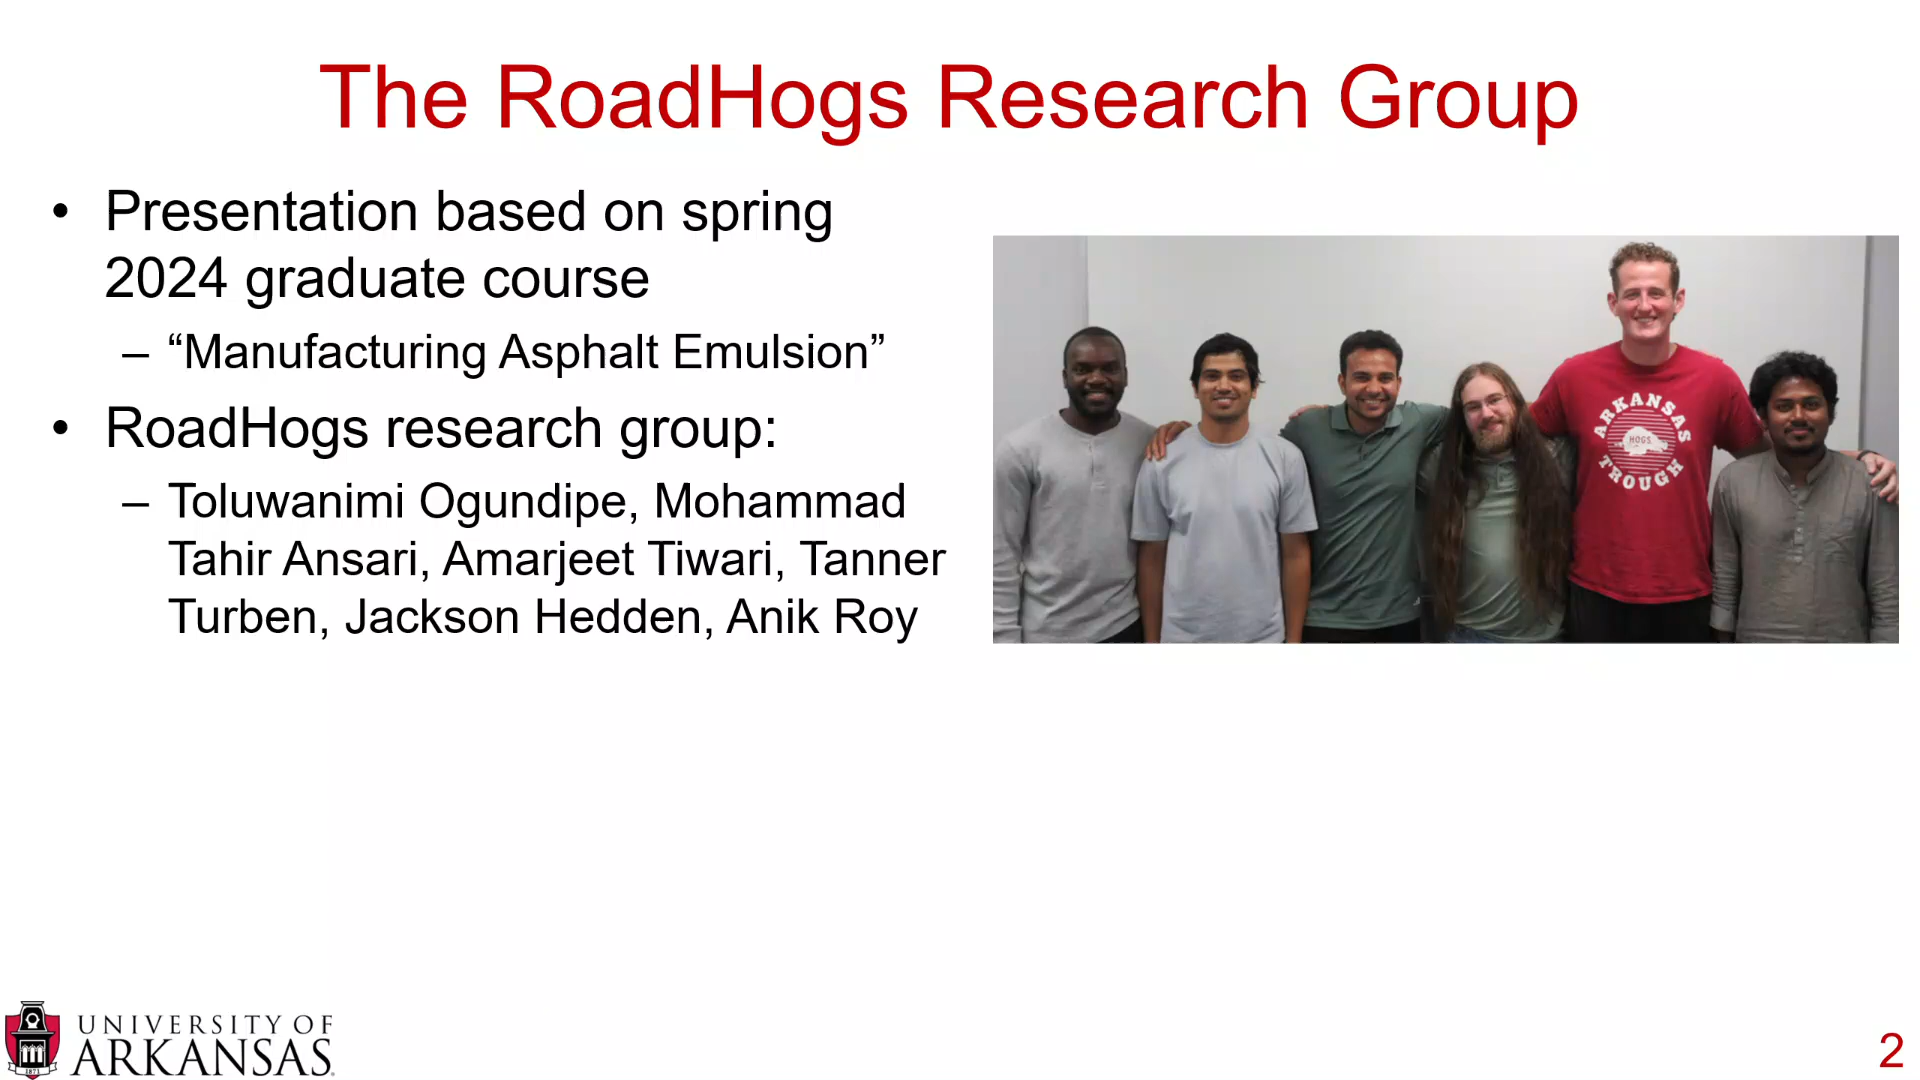 The RoadHogs Research Group
• Presentation based on spring
2024 graduate course
– “Manufacturing Asphalt Emulsion”
• RoadHogs research group:
– Toluwanimi Ogundipe, Mohammad
Tahir Ansari, Amarjeet Tiwari, Tanner
Turben, Jackson Hedden, Anik Roy
ARKANSAS
HOGS
TROUGH
UNIVERSITY OF
ARKANSAS
1871
2